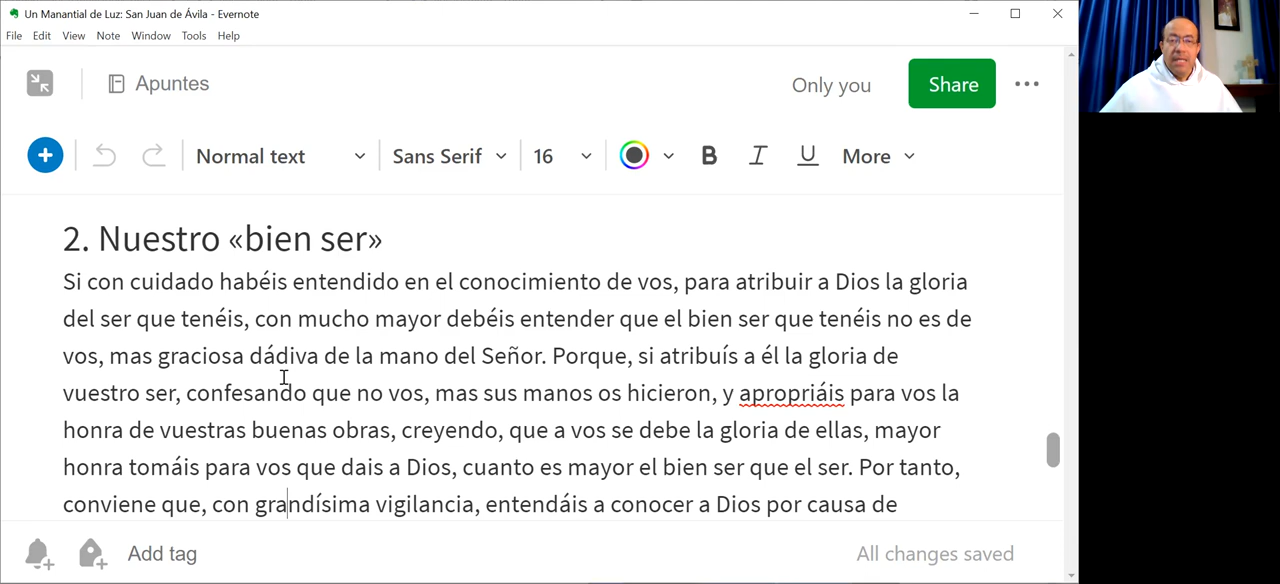 Un Manantial de Luz: San Juan de Ávila - Evernote
File Edit View Note Window Tools Help
Apuntes
Only you
Share
Normal text
Sans Serif
16
B I U More
2. Nuestro «bien ser»
Si con cuidado habéis entendido en el conocimiento de vos, para atribuir a Dios la gloria
del ser que tenéis, con mucho mayor debéis entender que el bien ser que tenéis no es de
vos, mas graciosa dádiva de la mano del Señor. Porque, si atribuís a él la gloria de
vuestro ser, confesando que no vos, mas sus manos os hicieron, y apropriáis para vos la
honra de vuestras buenas obras, creyendo, que a vos se debe la gloria de ellas, mayor
honra tomáis para vos que dais a Dios, cuanto es mayor el bien ser que el ser. Por tanto,
conviene que, con grandísima vigilancia, entendáis a conocer a Dios por causa de
Add tag
All changes saved